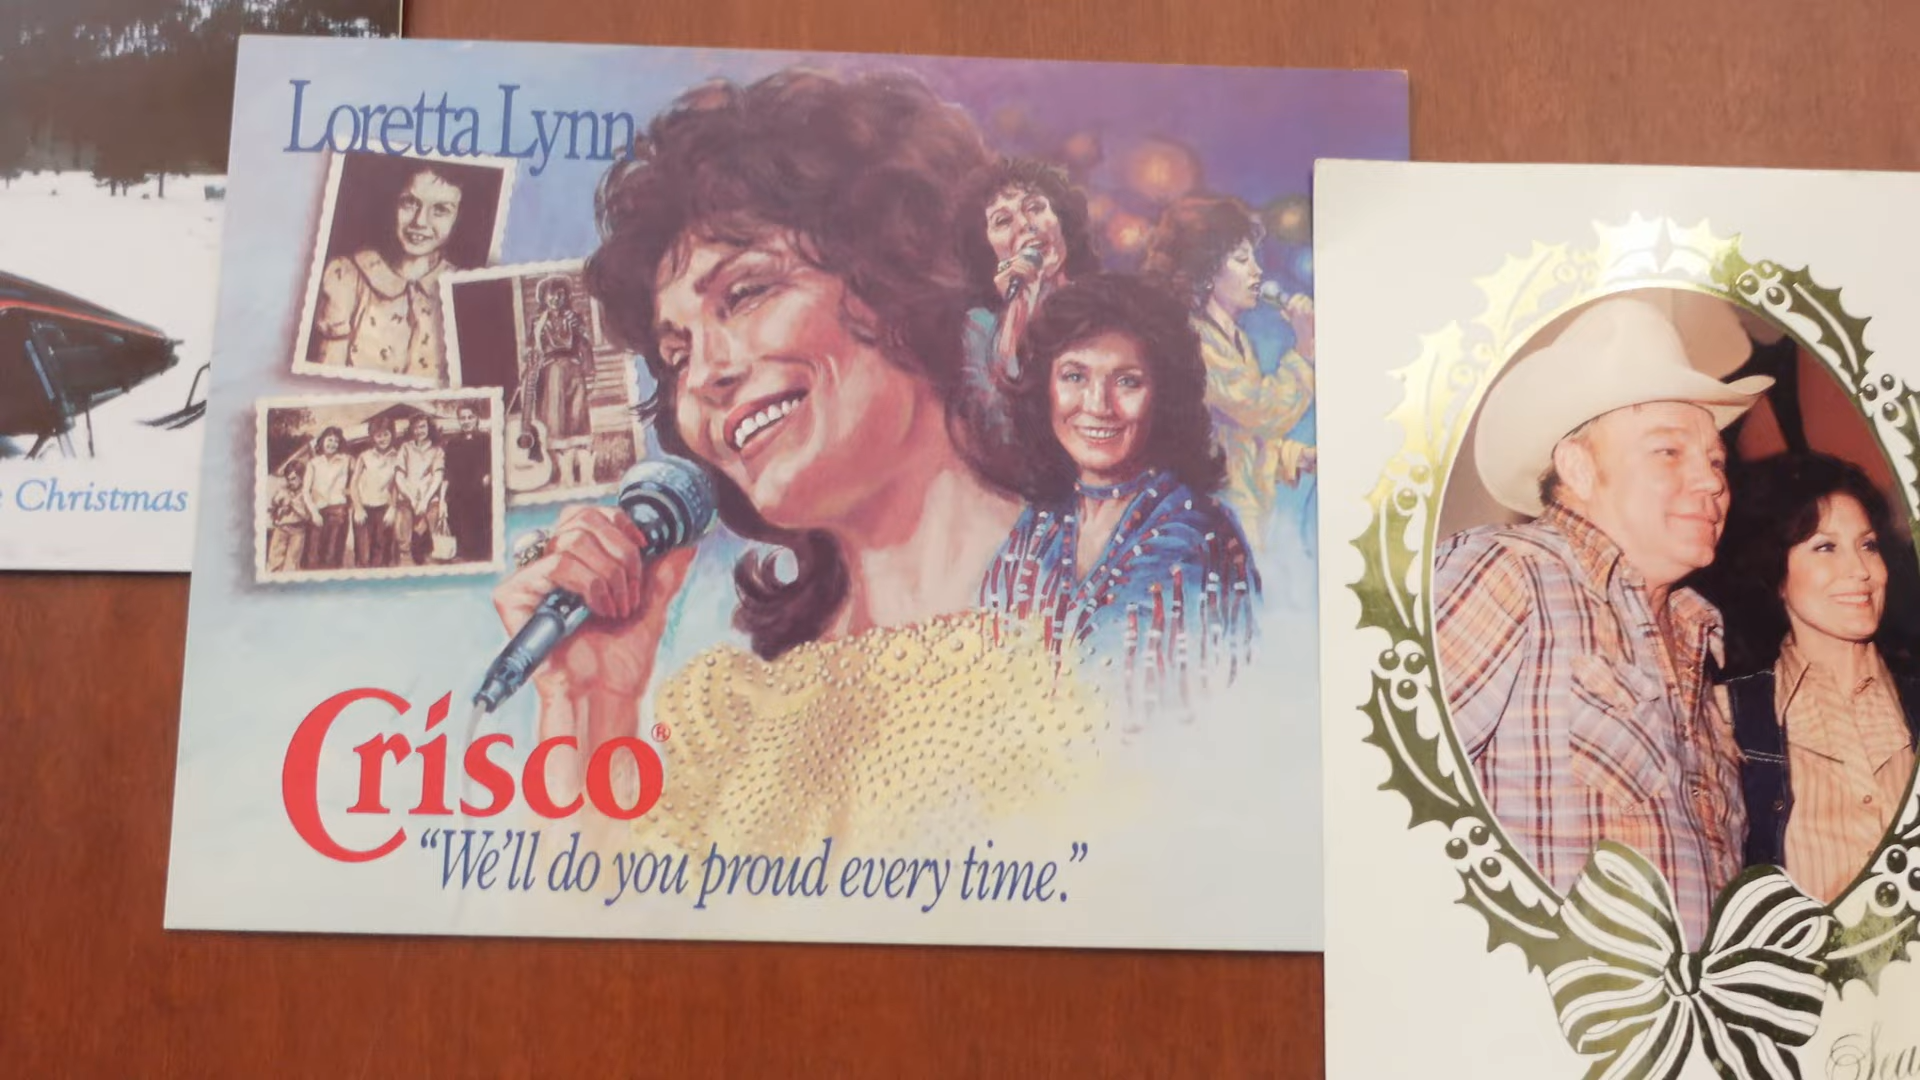 Loretta Lynn
Christmas
Crisco®
“We’ll do you proud every time.”